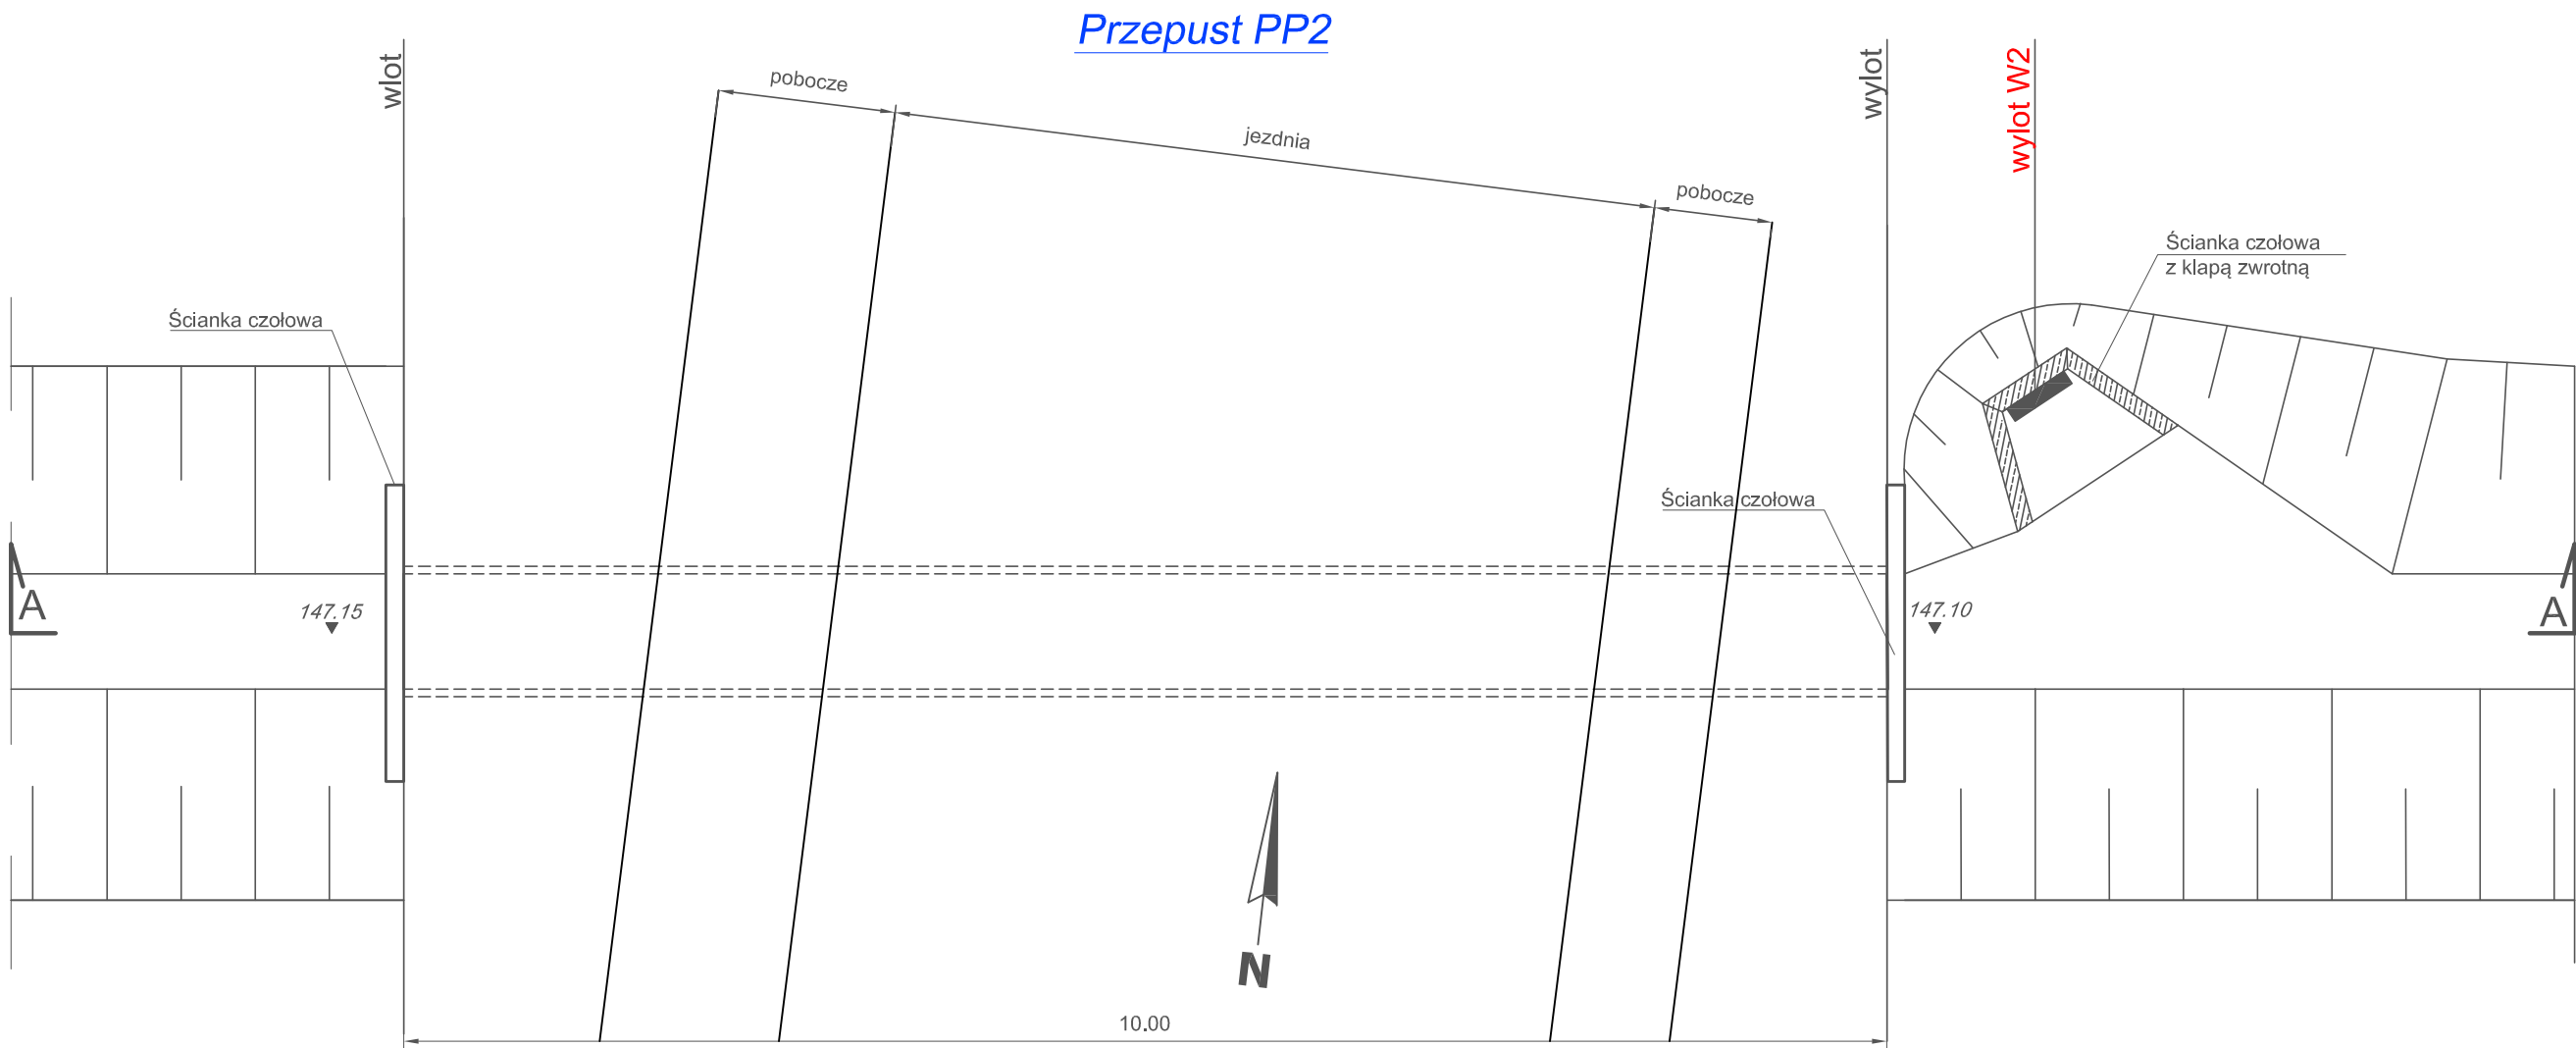 Przepust PP2
wlot
pobocze
jezdnia
pobocze
wylot
wylot W2
Ścianka czołowa
z klapą zwrotną
Ścianka czołowa
Ścianka czołowa
A
147.15
147.10
A
N
10.00